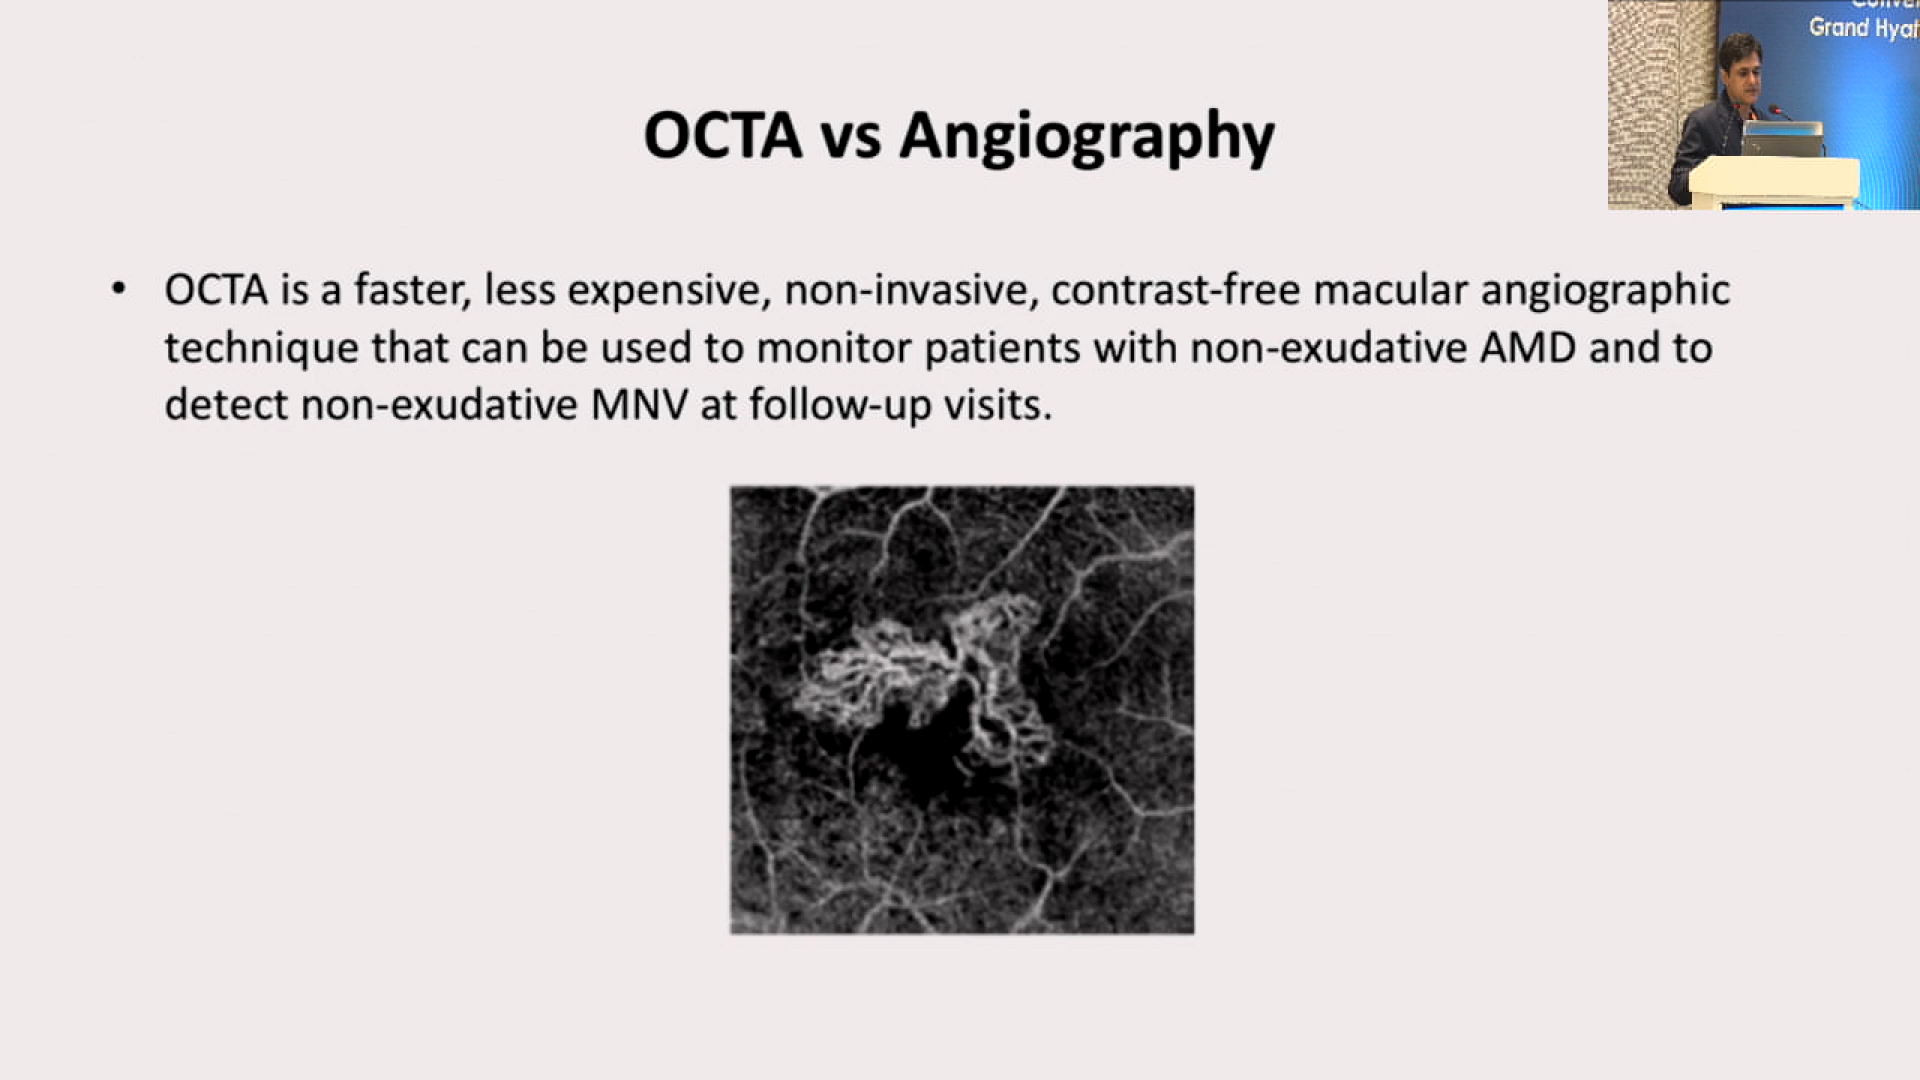 Grand
OCTA vs Angiography
• OCTA is a faster, less expensive, non-invasive, contrast-free macular angiographic
technique that can be used to monitor patients with non-exudative AMD and to
detect non-exudative MNV at follow-up visits.